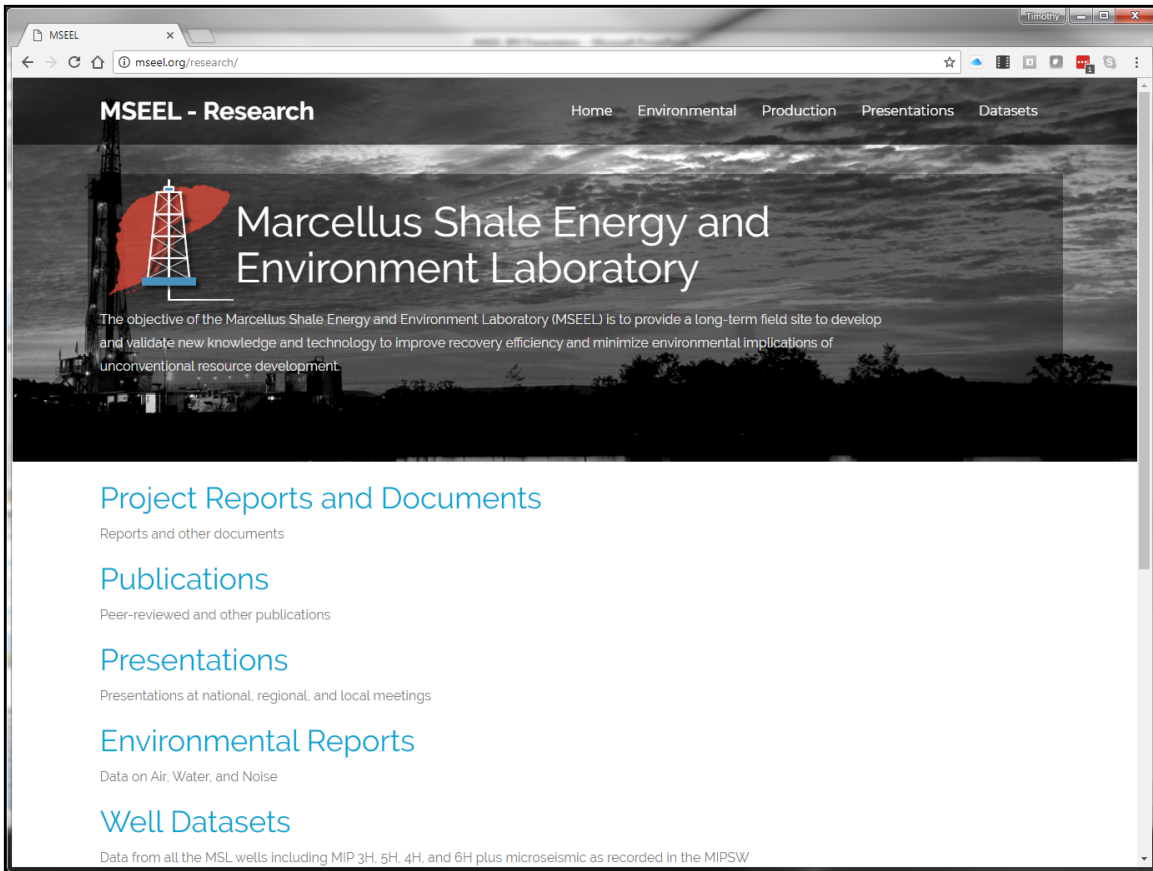 Timothy
MSEEL
mseel.org/research/
1
MSEEL - Research
Home Environmental Production Presentations Datasets
Marcellus Shale Energy and
Environment Laboratory
The objective of the Marcellus Shale Energy and Environment Laboratory (MSEEL) is to provide a long-term field site to develop
and validate new knowledge and technology to improve recovery efficiency and minimize environmental implications of
unconventional resource development.
Project Reports and Documents
Reports and other documents
Publications
Peer-reviewed and other publications
Presentations
Presentations at national, regional, and local meetings
Environmental Reports
Data on Air, Water, and Noise
Well Datasets
Data from all the MSL wells including MIP 3H, 5H, 4H, and 6H plus microseismic as recorded in the MIPSW